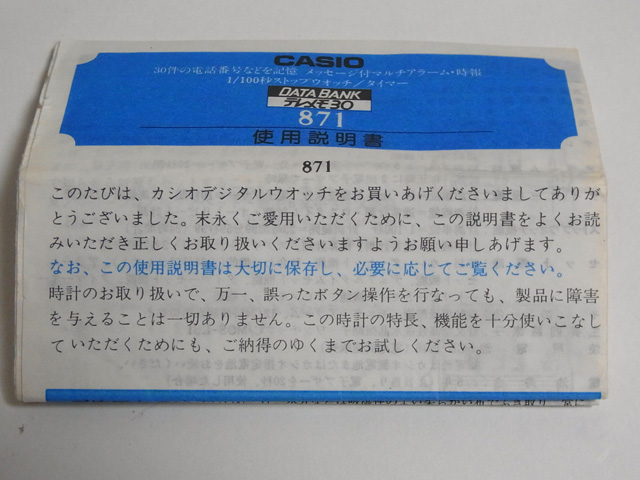 CASIO
30件の電話番号などを記憶 メッセージ付マルチアラーム・時報
1/100秒ストップウオッチ/タイマー
DATA BANK
テレメモ30
871
使用説明書
871
このたびは、カシオデジタルウオッチをお買いあげくださいましてありが
とうございました。末永くご愛用いただくために、この説明書をよくお読
みいただき正しくお取り扱いくださいますようお願い申しあげます。
なお、この使用説明書は大切に保存し、必要に応じてご覧ください。
時計のお取り扱いで、万一、誤ったボタン操作を行なっても、製品に障害
を与えることは一切ありません。この時計の特長、機能を十分使いこなし
ていただくためにも、ご納得のゆくまでお試しください。